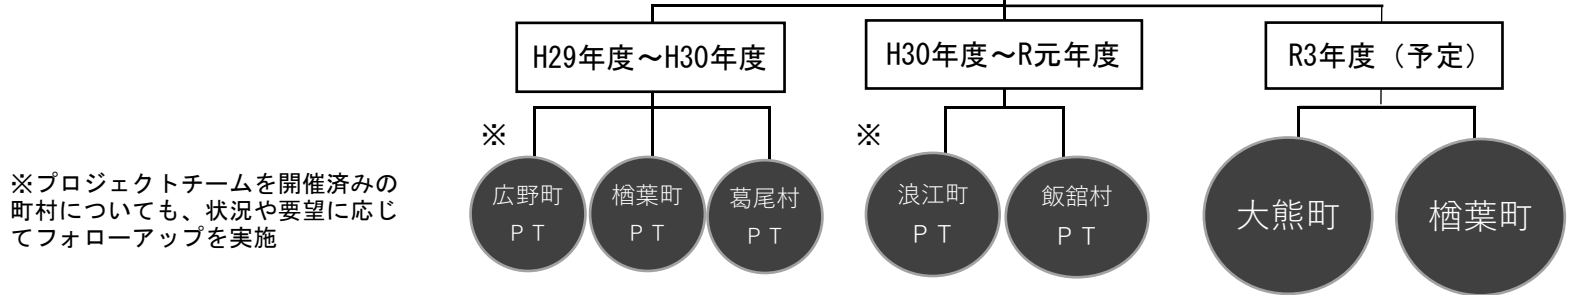 H29年度～H30年度
H30年度～R元年度
R3年度（予定）
※
※
広野町
ＰＴ
楢葉町
ＰＴ
葛尾村
ＰＴ
浪江町
ＰＴ
飯舘村
ＰＴ
大熊町
楢葉町
※プロジェクトチームを開催済みの
町村についても、状況や要望に応じ
てフォローアップを実施